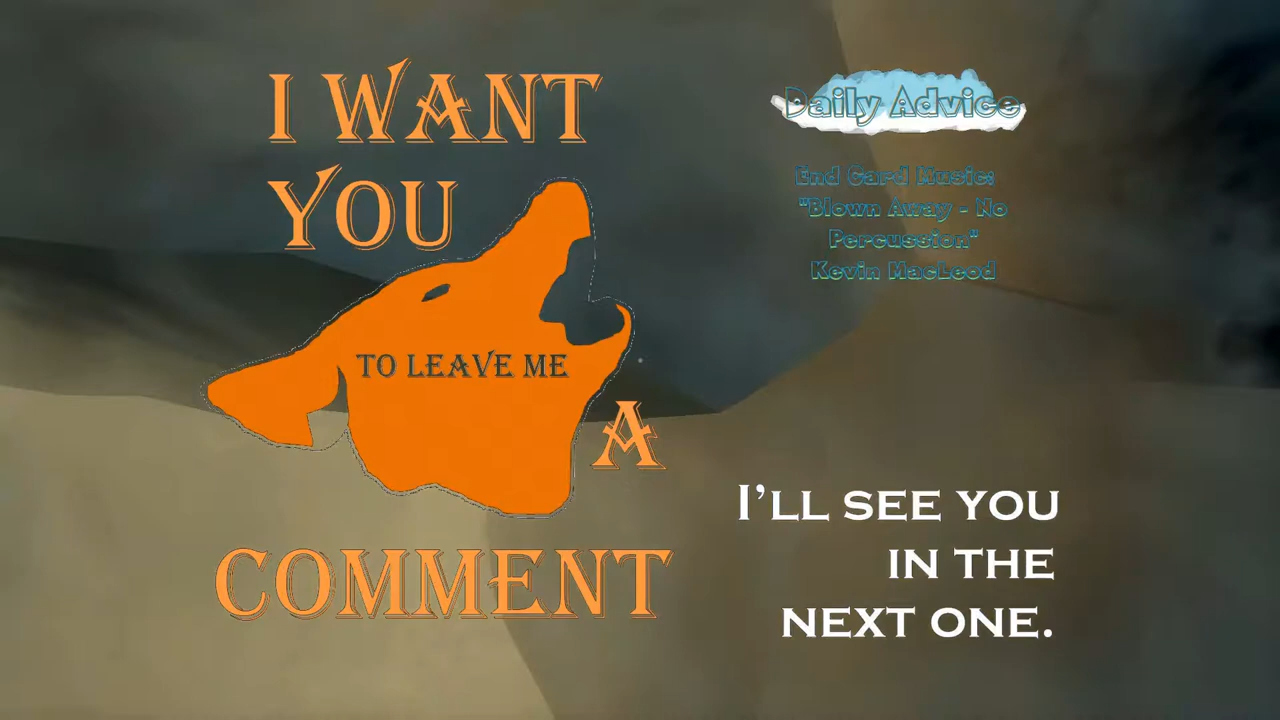 I WANT
YOU
TO LEAVE ME
A
COMMENT
Daily Advice
End Card Music:
"Blown Away - No
Percussion"
Kevin MacLeod
I'LL SEE YOU
IN THE
NEXT ONE.